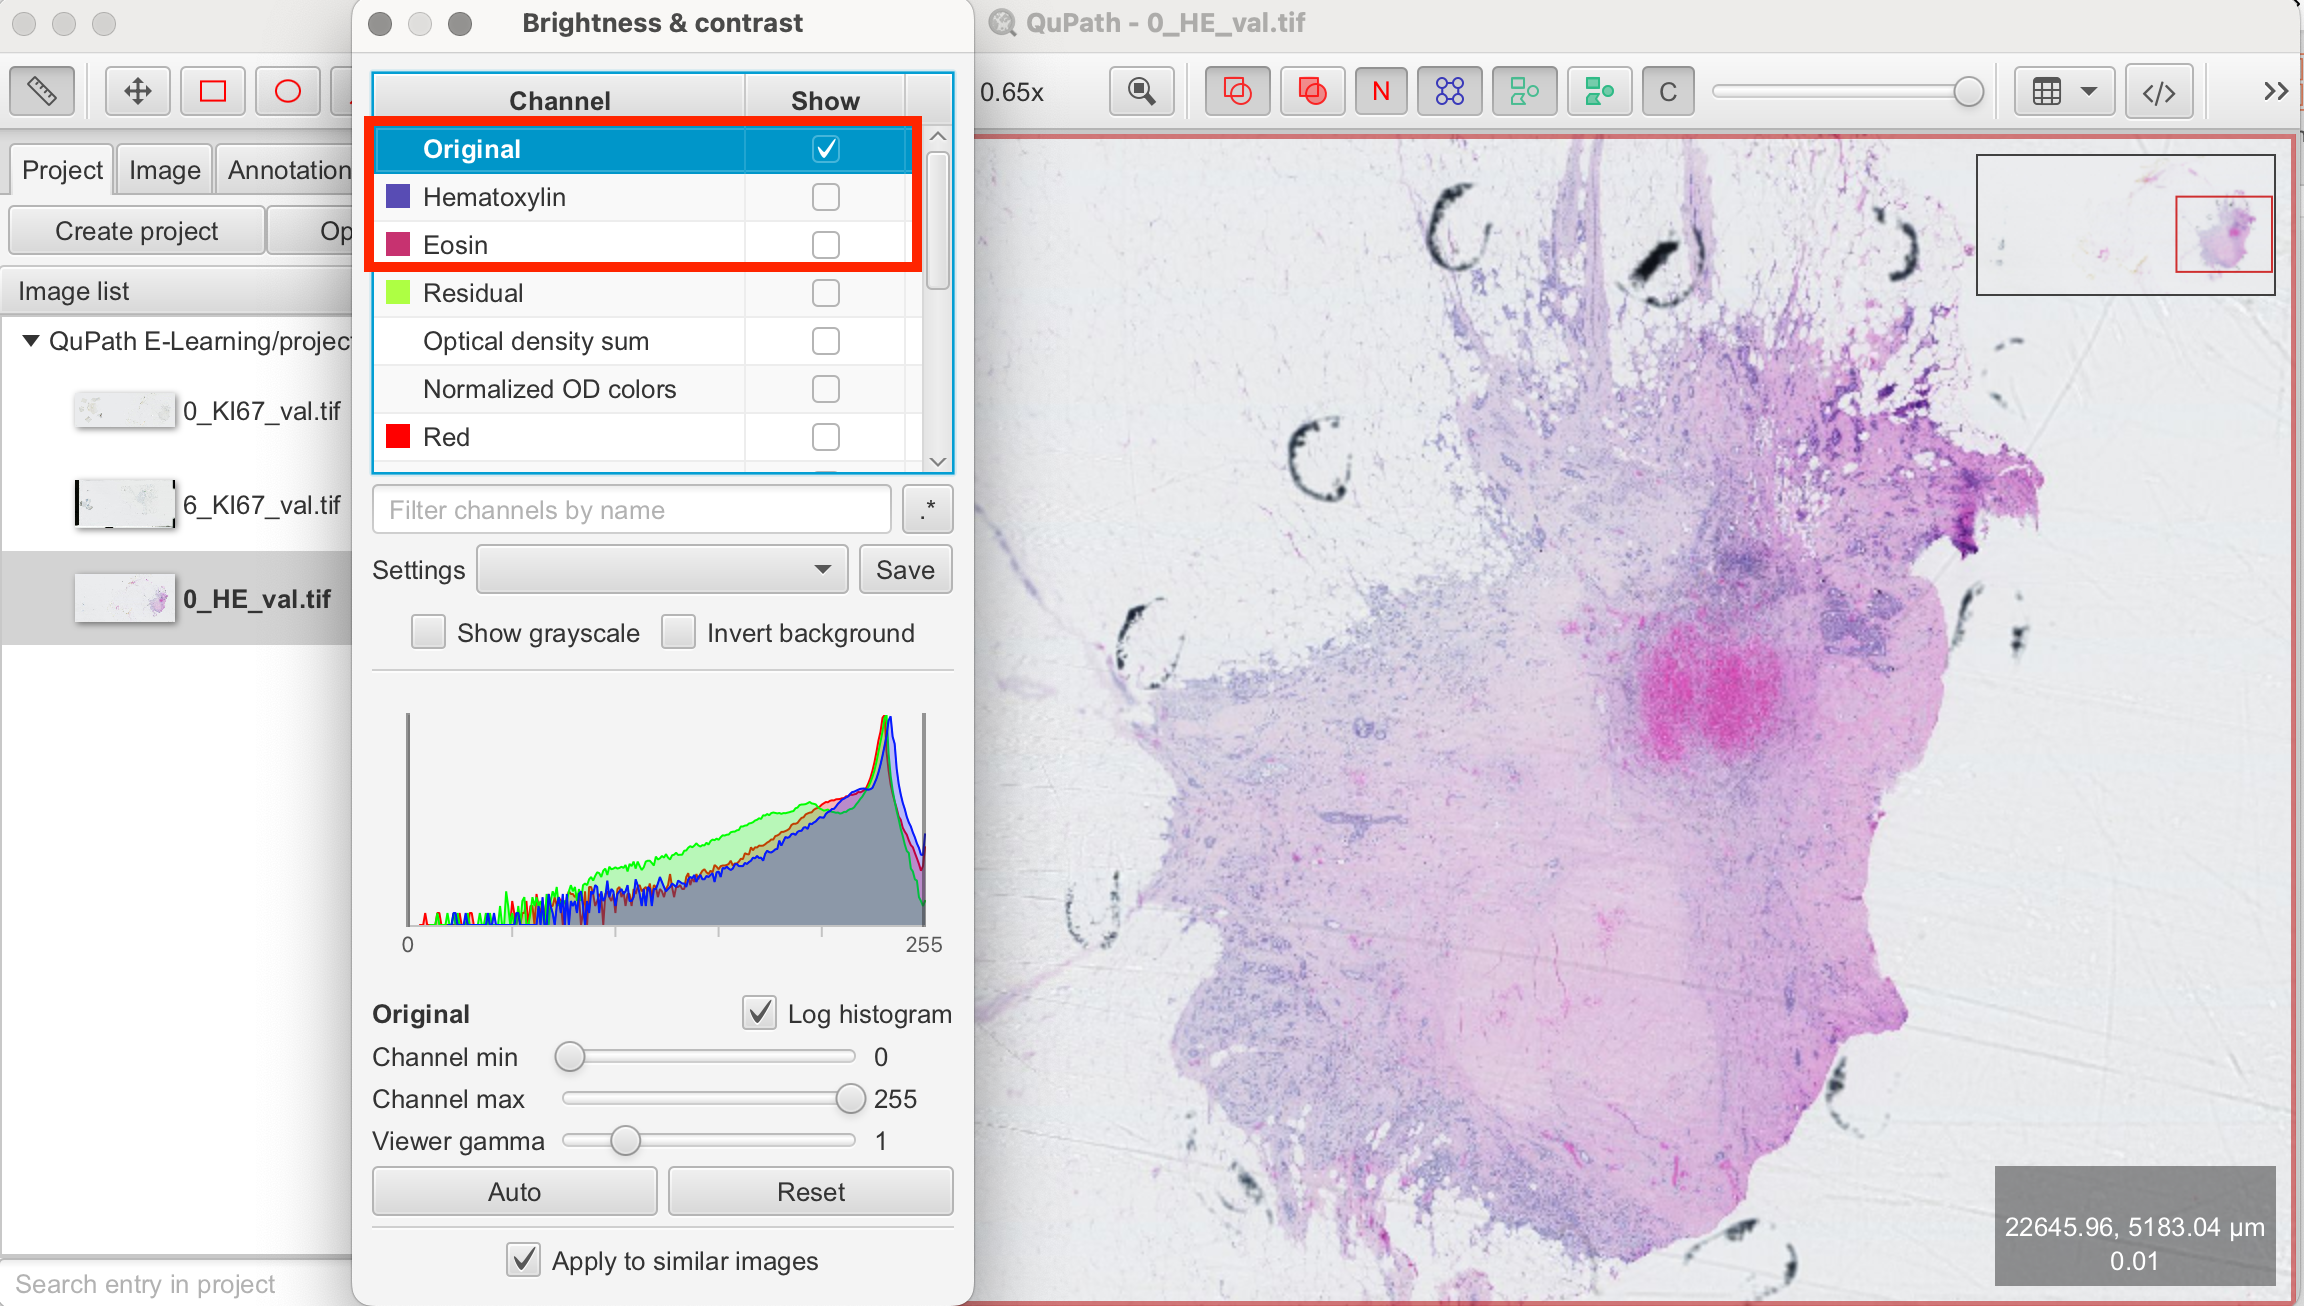 Brightness & contrast
QuPath - 0_HE_val.tif
0.65x
N
C
</>
Project
Image
Annotation
Create project
Op
Image list
QuPath E-Learning/projec
0_KI67_val.tif
6_KI67_val.tif
0_HE_val.tif
Search entry in project
Channel Show
Original
Hematoxylin
Eosin
Residual
Optical density sum
Normalized OD colors
Red
Filter channels by name
.*
Settings
Save
Show grayscale
Invert background
0 255
Original
Log histogram
Channel min 0
Channel max 255
Viewer gamma 1
Auto
Reset
Apply to similar images
22645.96, 5183.04 µm
0.01